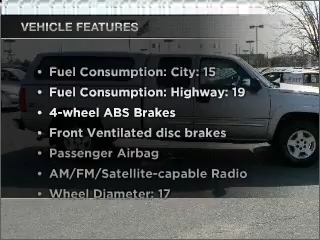 VEHICLE FEATURES
• Fuel Consumption: City: 15
• Fuel Consumption: Highway: 19
• 4-wheel ABS Brakes
• Front Ventilated disc brakes
• Passenger Airbag
• AM/FM/Satellite-capable Radio
• Wheel Diameter: 17